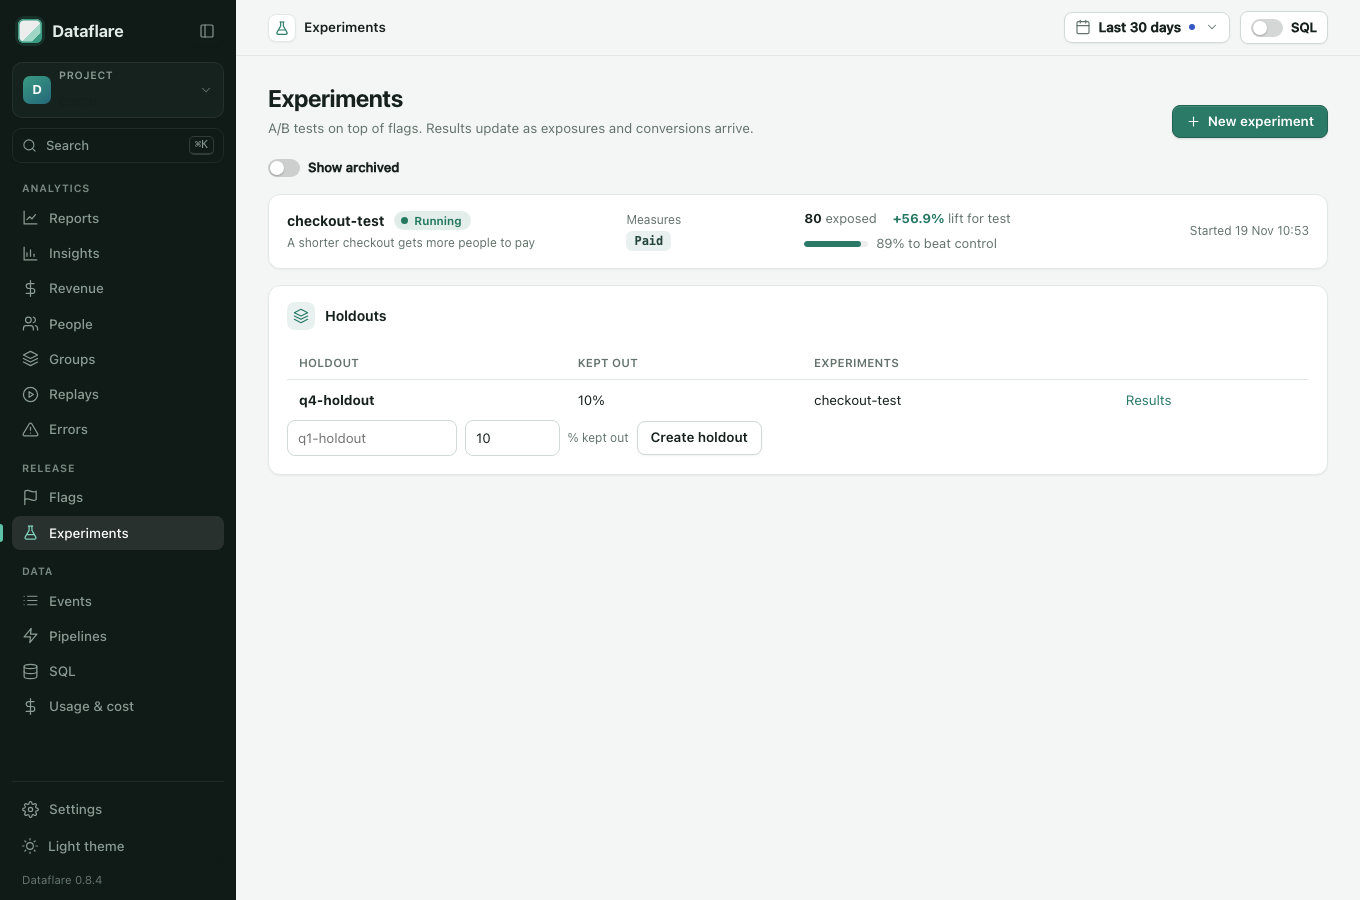 Dataflare
PROJECT
D
Search
⌘K
ANALYTICS
Reports
Insights
Revenue
People
Groups
Replays
Errors
RELEASE
Flags
Experiments
DATA
Events
Pipelines
SQL
Usage & cost
Settings
Light theme
Dataflare 0.8.4
Experiments
Last 30 days
SQL
Experiments
A/B tests on top of flags. Results update as exposures and conversions arrive.
New experiment
Show archived
checkout-test
Running
A shorter checkout gets more people to pay
Measures
Paid
80 exposed +56.9% lift for test
89% to beat control
Started 19 Nov 10:53
Holdouts
HOLDOUT KEPT OUT EXPERIMENTS
q4-holdout 10% checkout-test Results
q1-holdout 10 % kept out Create holdout